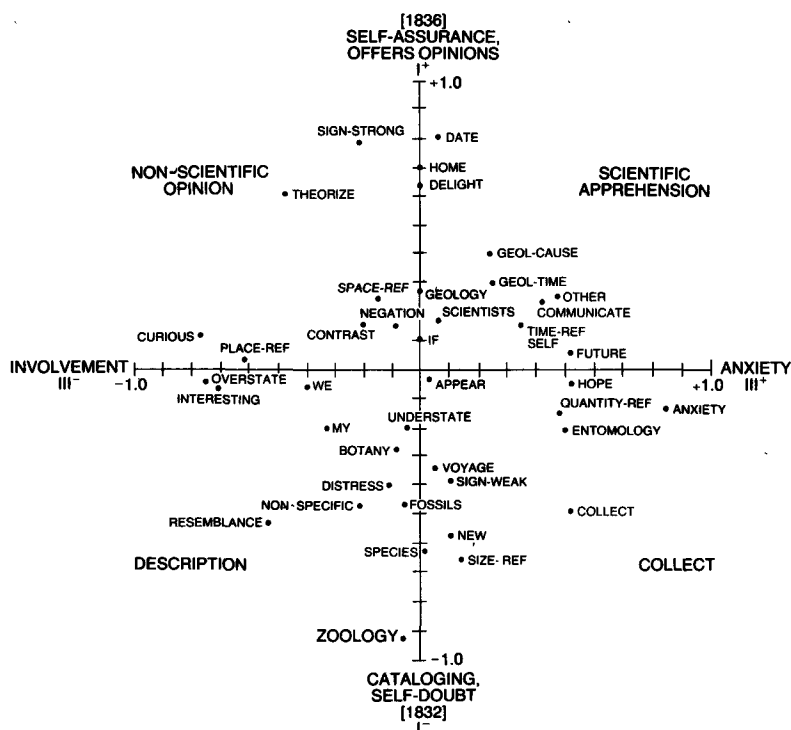 [1836]
SELF-ASSURANCE,
OFFERS OPINIONS
I+
+1.0
SIGN-STRONG
DATE
HOME
NON-SCIENTIFIC
OPINION
SCIENTIFIC
APPREHENSION
DELIGHT
THEORIZE
GEOL-CAUSE
GEOL-TIME
SPACE-REF
GEOLOGY
OTHER
COMMUNICATE
NEGATION
SCIENTISTS
CONTRAST
TIME-REF
SELF
CURIOUS
IF
PLACE-REF
FUTURE
INVOLVEMENT
III-
-1.0
ANXIETY
III+
+1.0
OVERSTATE
INTERESTING
WE
APPEAR
HOPE
QUANTITY-REF
ANXIETY
UNDERSTATE
MY
ENTOMOLOGY
BOTANY
VOYAGE
SIGN-WEAK
DISTRESS
NON-SPECIFIC
FOSSILS
COLLECT
RESEMBLANCE
NEW
SPECIES
SIZE-REF
DESCRIPTION
COLLECT
ZOOLOGY
-1.0
CATALOGING,
SELF-DOUBT
[1832]
I-